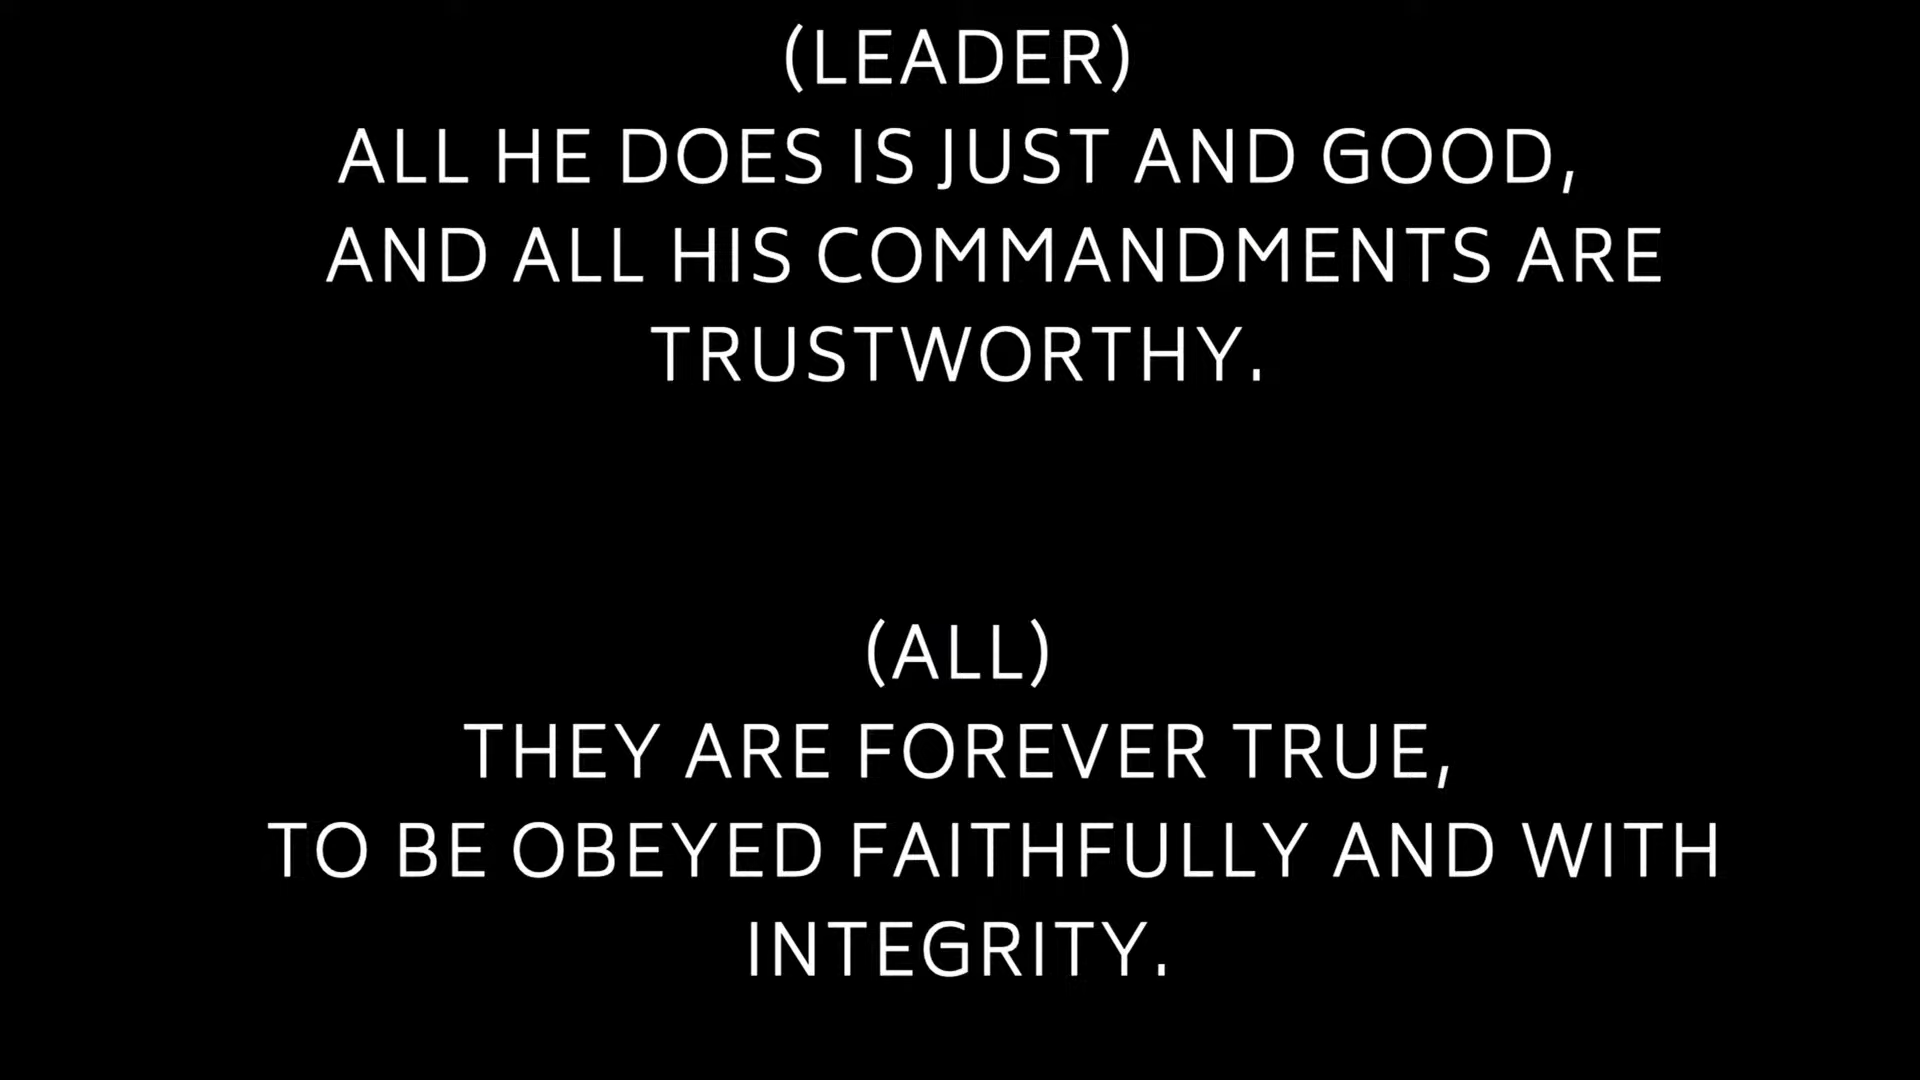 (LEADER)
ALL HE DOES IS JUST AND GOOD,
AND ALL HIS COMMANDMENTS ARE
TRUSTWORTHY.
(ALL)
THEY ARE FOREVER TRUE,
TO BE OBEYED FAITHFULLY AND WITH
INTEGRITY.